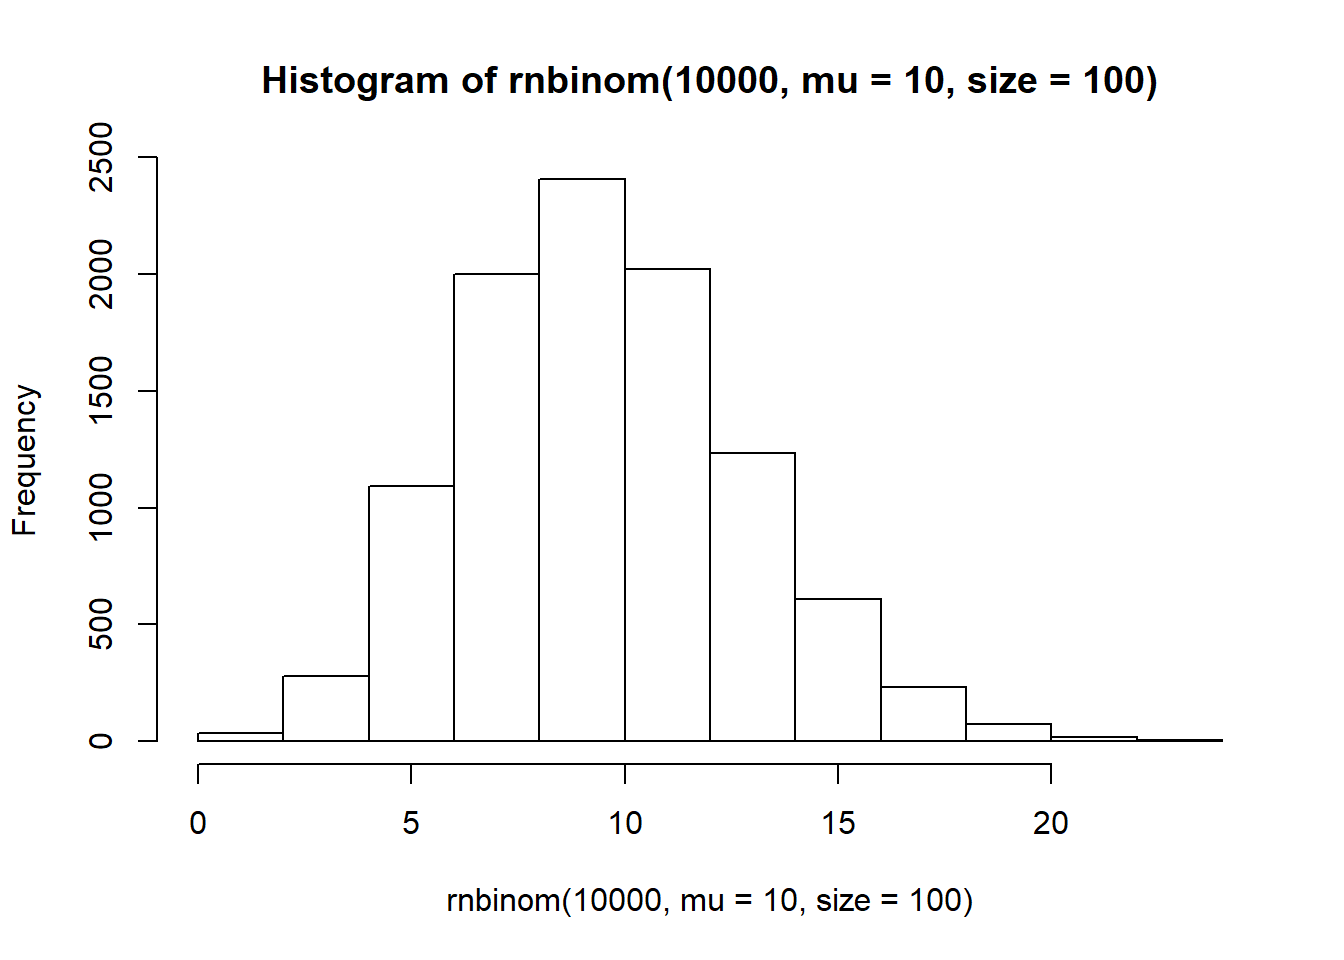 Histogram of rnbinom(10000, mu = 10, size = 100)
Frequency
2500
2000
1500
1000
500
0
0 5 10 15 20
rnbinom(10000, mu = 10, size = 100)